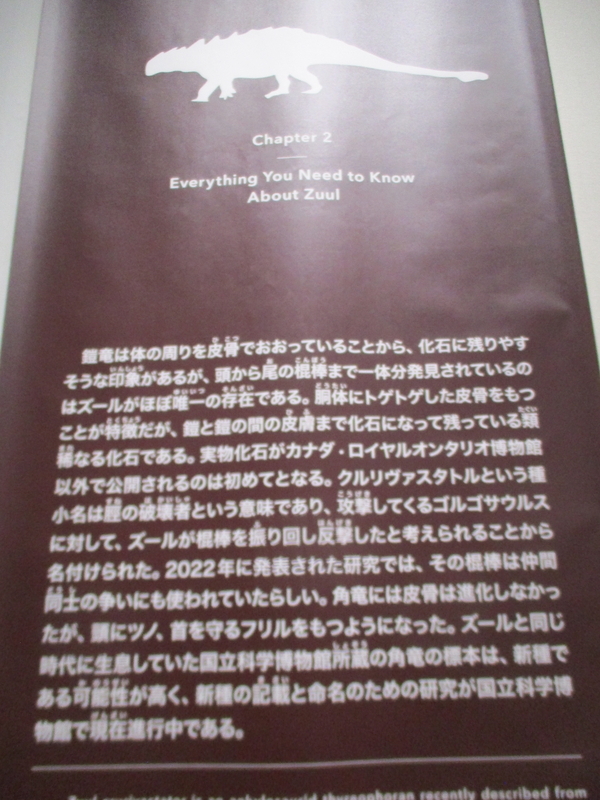 Chapter 2
Everything You Need to Know
About Zuul
鎧竜は体の周りを皮骨でおおっていることから、化石に残りやす
そうな印象があるが、頭から尾の棍棒まで一体分発見されているの
はズールがほぼ唯一の存在である。胴体にトゲトゲした皮骨をもつ
ことが特徴だが、鎧と鎧の間の皮膚まで化石になって残っている類
稀なる化石である。実物化石がカナダ・ロイヤルオンタリオ博物館
以外で公開されるのは初めてとなる。クルリヴァスタトルという種
小名は脛の破壊者という意味であり、攻撃してくるゴルゴサウルス
に対して、ズールが棍棒を振り回し反撃したと考えられることから
名付けられた。2022年に発表された研究では、その棍棒は仲間
同士の争いにも使われていたらしい。角竜には皮骨は進化しなかっ
たが、頭にツノ、首を守るフリルをもつようになった。ズールと同じ
時代に生息していた国立科学博物館所蔵の角竜の標本は、新種で
ある可能性が高く、新種の記載と命名のための研究が国立科学博
物館で現在進行中である。
Zuul crurivastator is an ankylosaurid thyreophoran recently described from